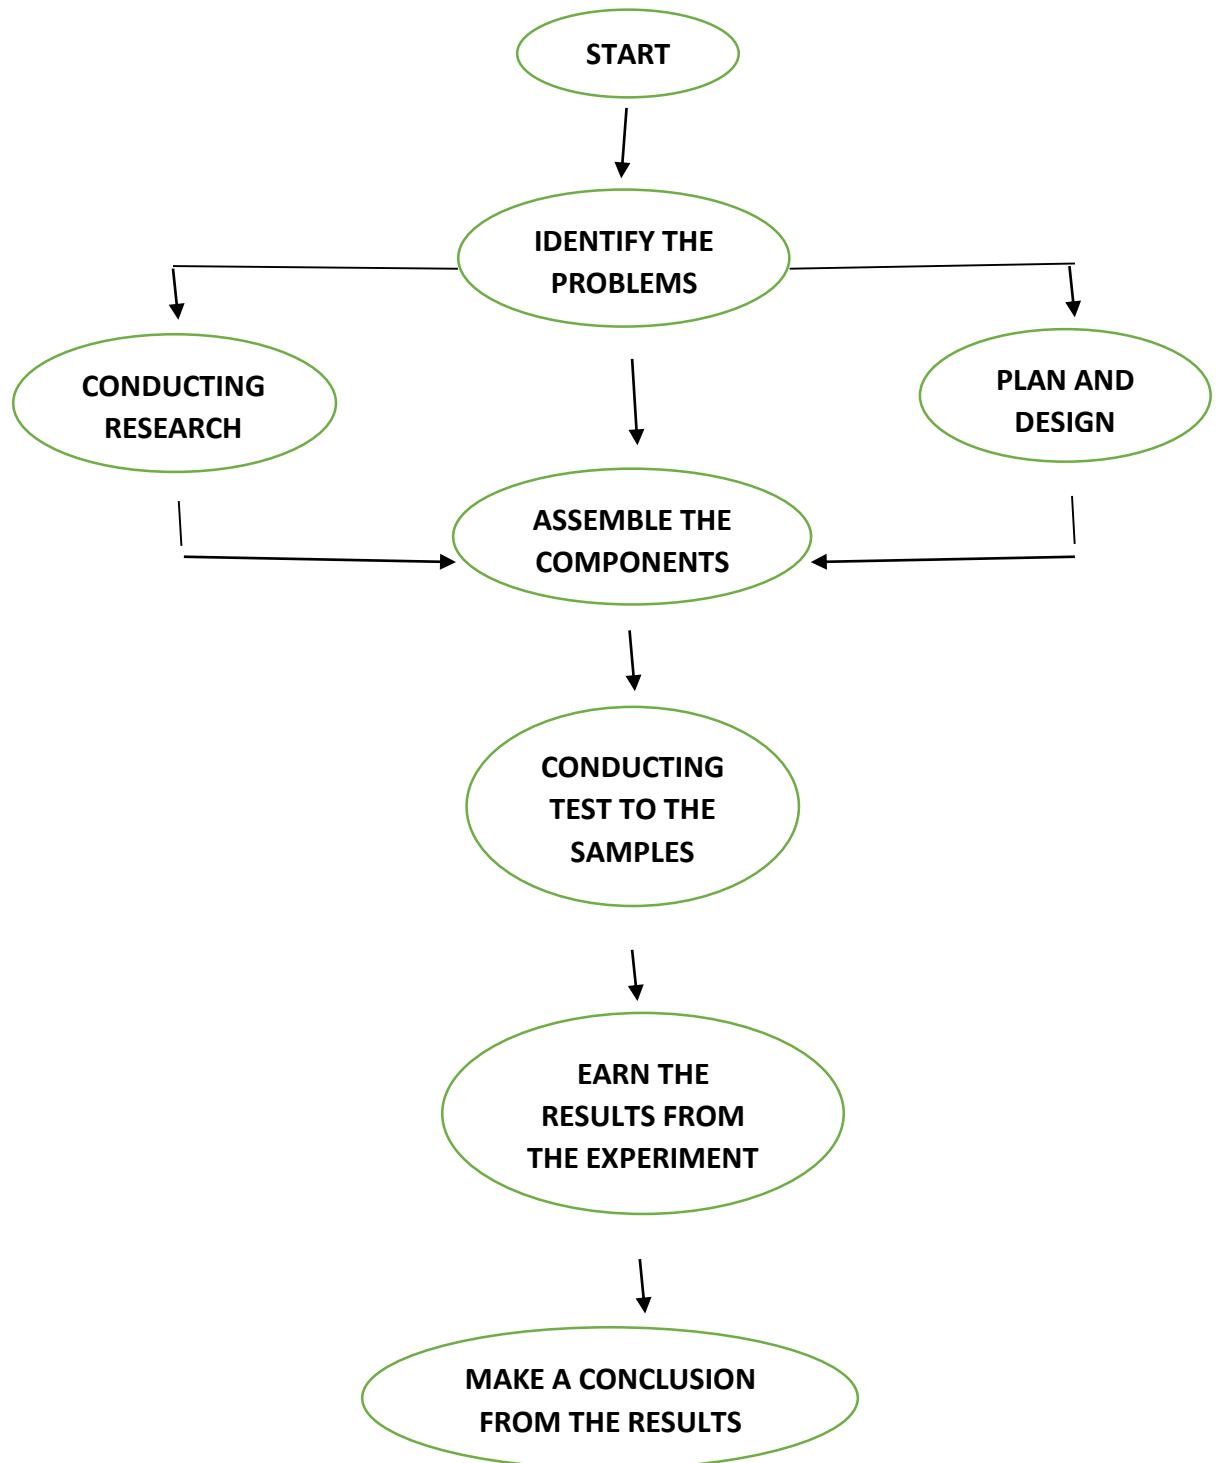 START
IDENTIFY THE
PROBLEMS
CONDUCTING
RESEARCH
PLAN AND
DESIGN
ASSEMBLE THE
COMPONENTS
CONDUCTING
TEST TO THE
SAMPLES
EARN THE
RESULTS FROM
THE EXPERIMENT
MAKE A CONCLUSION
FROM THE RESULTS